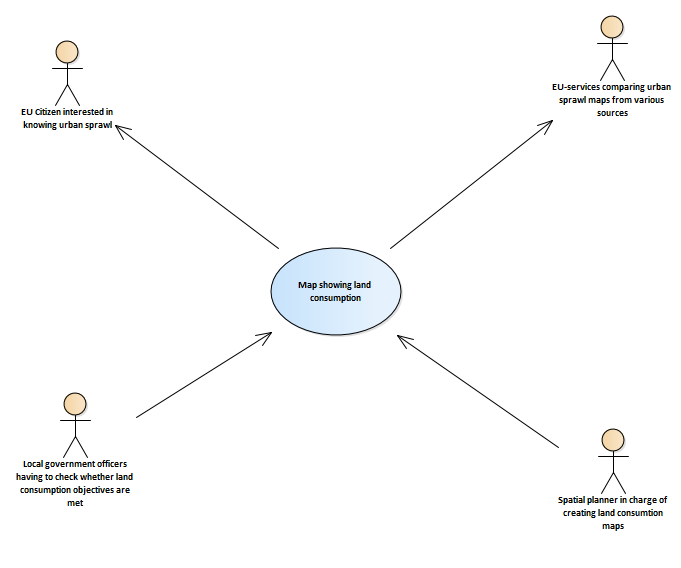 EU Citizen interested in
knowing urban sprawl
EU-services comparing urban
sprawl maps from various
sources
Map showing land
consumption
Local government officers
having to check whether land
consumption objectives are
met
Spatial planner in charge of
creating land consumtion
maps